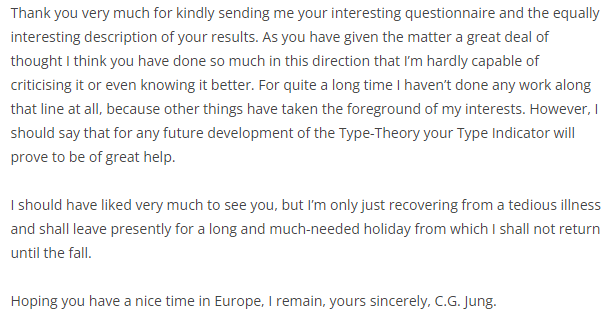 Thank you very much for kindly sending me your interesting questionnaire and the equally
interesting description of your results. As you have given the matter a great deal of
thought I think you have done so much in this direction that I'm hardly capable of
criticising it or even knowing it better. For quite a long time I haven't done any work along
that line at all, because other things have taken the foreground of my interests. However, I
should say that for any future development of the Type-Theory your Type Indicator will
prove to be of great help.
I should have liked very much to see you, but I'm only just recovering from a tedious illness
and shall leave presently for a long and much-needed holiday from which I shall not return
until the fall.
Hoping you have a nice time in Europe, I remain, yours sincerely, C.G. Jung.